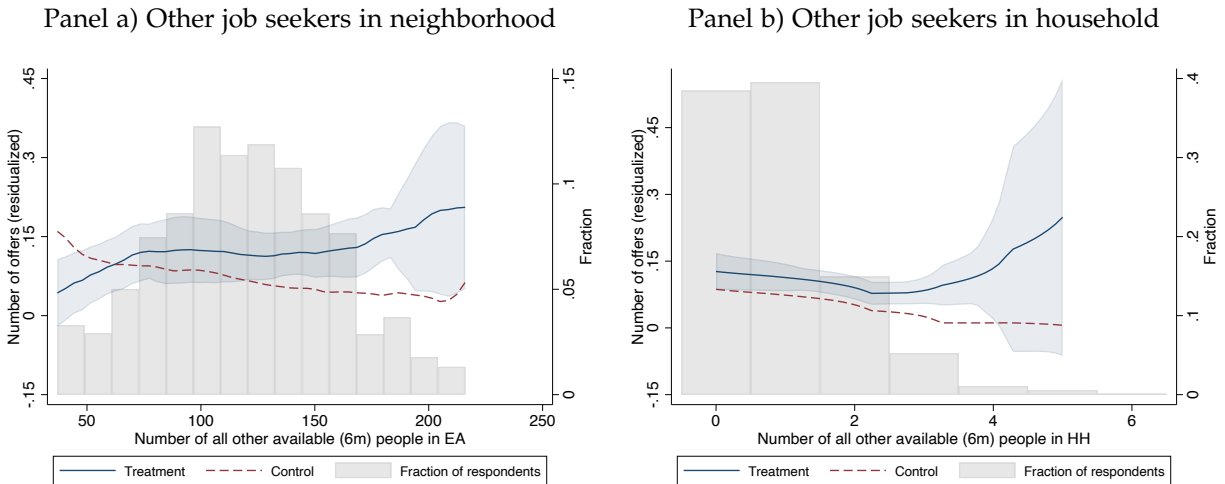 Panel a) Other job seekers in neighborhood
Number of offers (residualized)
.45
.3
.15
0
-.15
.15
.1
.05
0
Fraction
50 100 150 200 250
Number of all other available (6m) people in EA
Treatment Control Fraction of respondents
Panel b) Other job seekers in household
Number of offers (residualized)
.45
.3
.15
0
-.15
.4
.3
.2
.1
0
Fraction
0 2 4 6
Number of all other available (6m) people in HH
Treatment Control Fraction of respondents